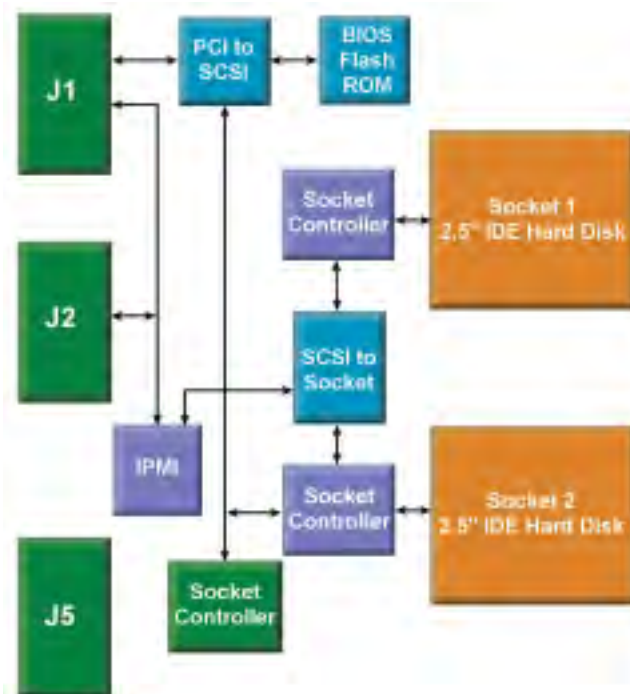 J1
PCI to
SCSI
BIOS
Flash
ROM
Socket
Controller
Socket 1
2,5" IDE Hard Disk
J2
SCSI to
Socket
IPMI
Socket
Controller
Socket 2
2.5" IDE Hard Disk
J5
Socket
Controller